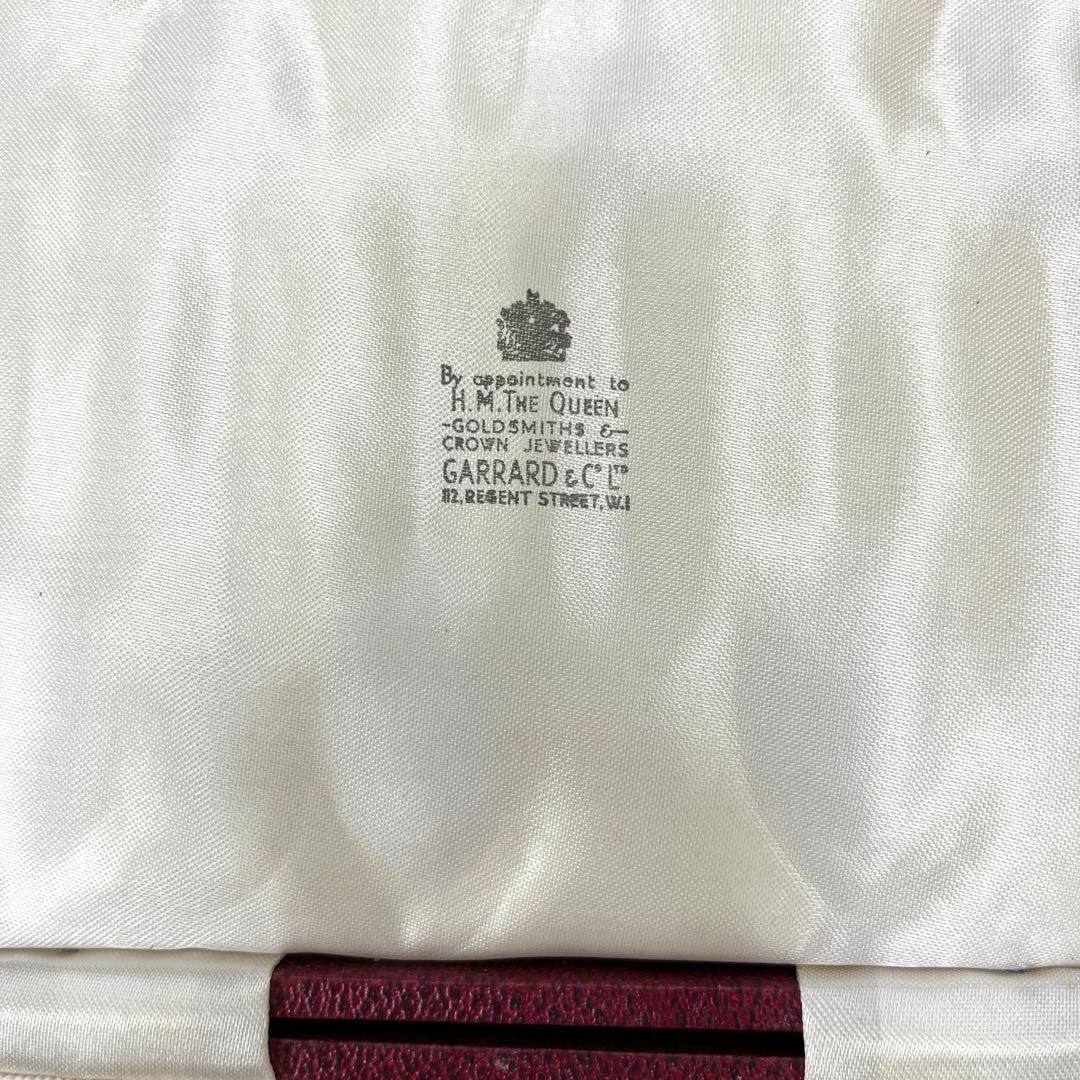 By appointment to
H.M. THE QUEEN
-GOLDSMITHS &-
CROWN JEWELLERS
GARRARD & Co LTD
112, REGENT STREET, W.1